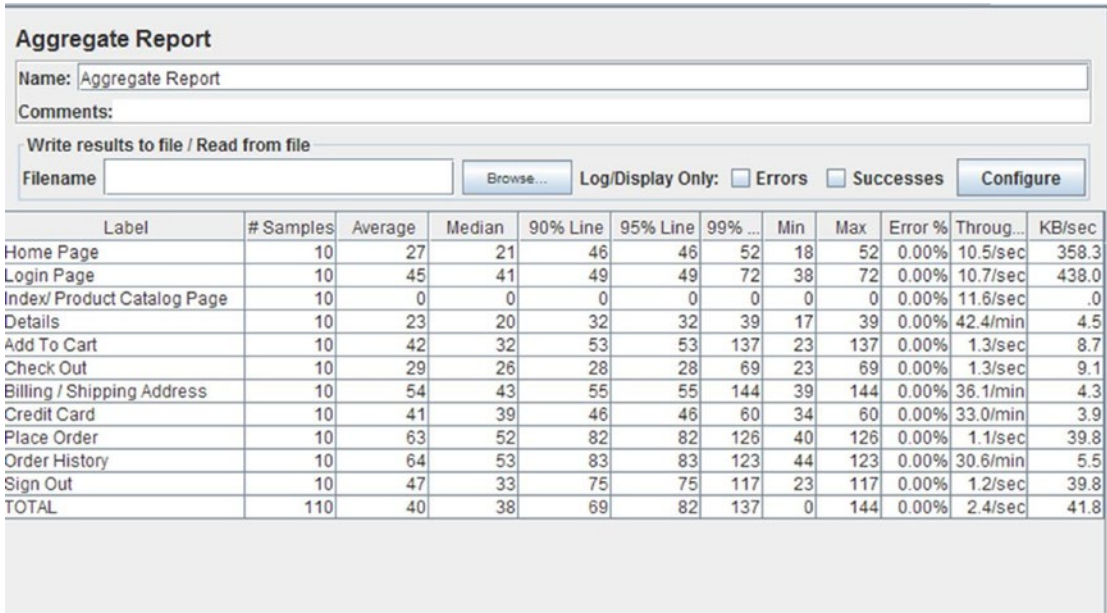 Aggregate Report
Name: Aggregate Report
Comments:
Write results to file / Read from file
Filename Browse... Log/Display Only: Errors Successes Configure
Label # Samples Average Median 90% Line 95% Line 99% ... Min Max Error % Throug... KB/sec
Home Page 10 27 21 46 46 52 18 52 0.00% 10.5/sec 358.3
Login Page 10 45 41 49 49 72 38 72 0.00% 10.7/sec 438.0
Index/ Product Catalog Page 10 0 0 0 0 0 0 0 0.00% 11.6/sec .0
Details 10 23 20 32 32 39 17 39 0.00% 42.4/min 4.5
Add To Cart 10 42 32 53 53 137 23 137 0.00% 1.3/sec 8.7
Check Out 10 29 26 28 28 69 23 69 0.00% 1.3/sec 9.1
Billing / Shipping Address 10 54 43 55 55 144 39 144 0.00% 36.1/min 4.3
Credit Card 10 41 39 46 46 60 34 60 0.00% 33.0/min 3.9
Place Order 10 63 52 82 82 126 40 126 0.00% 1.1/sec 39.8
Order History 10 64 53 83 83 123 44 123 0.00% 30.6/min 5.5
Sign Out 10 47 33 75 75 117 23 117 0.00% 1.2/sec 39.8
TOTAL 110 40 38 69 82 137 0 144 0.00% 2.4/sec 41.8